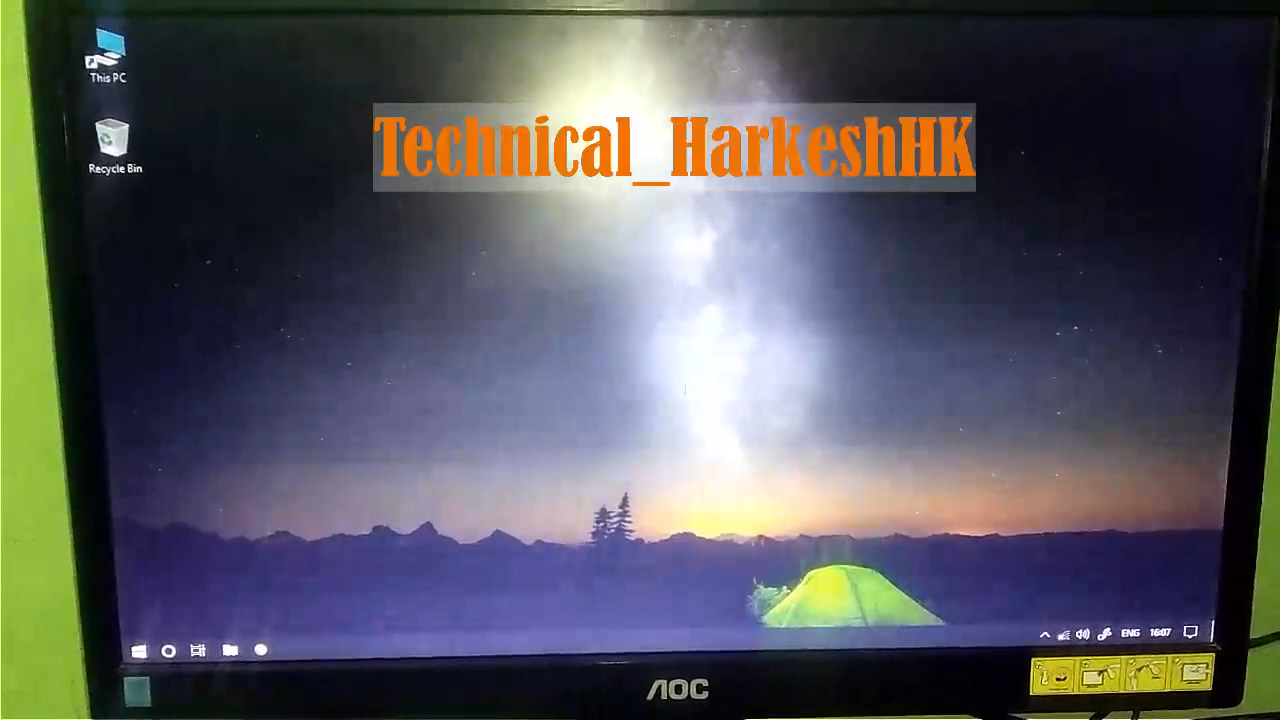 This PC
Technical_HarkeshHK
Recycle Bin
ENG
16:07
AOC